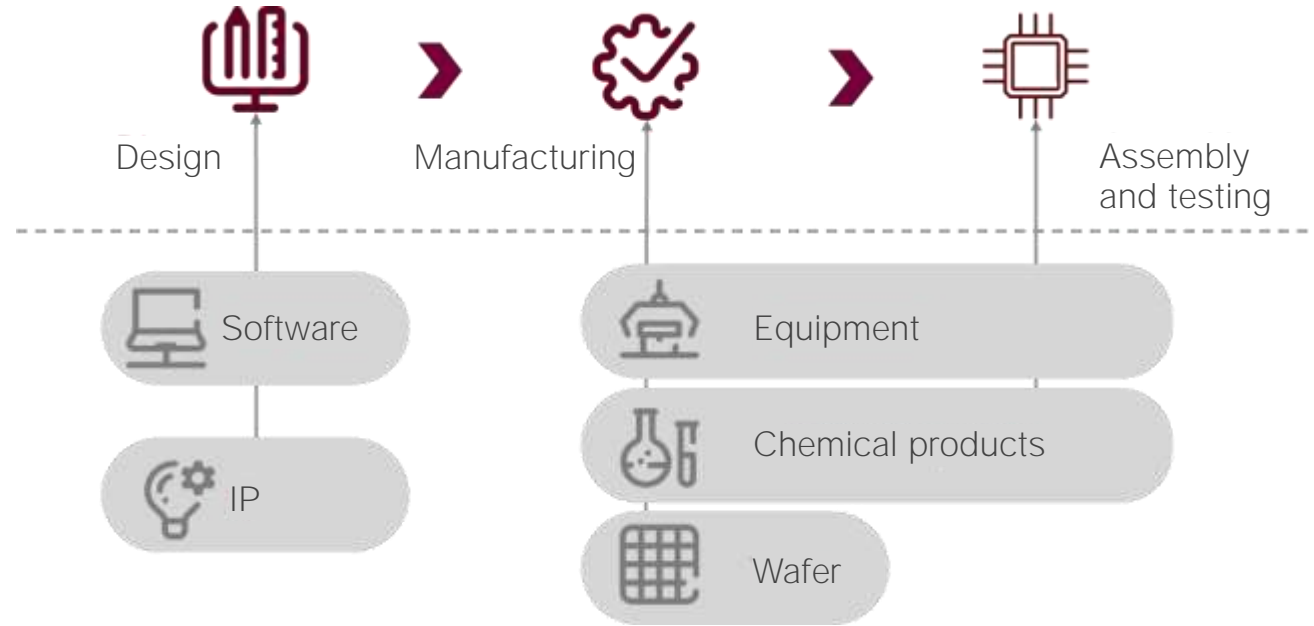 Design
Manufacturing
Assembly
and testing
Software
Equipment
Chemical products
IP
Wafer